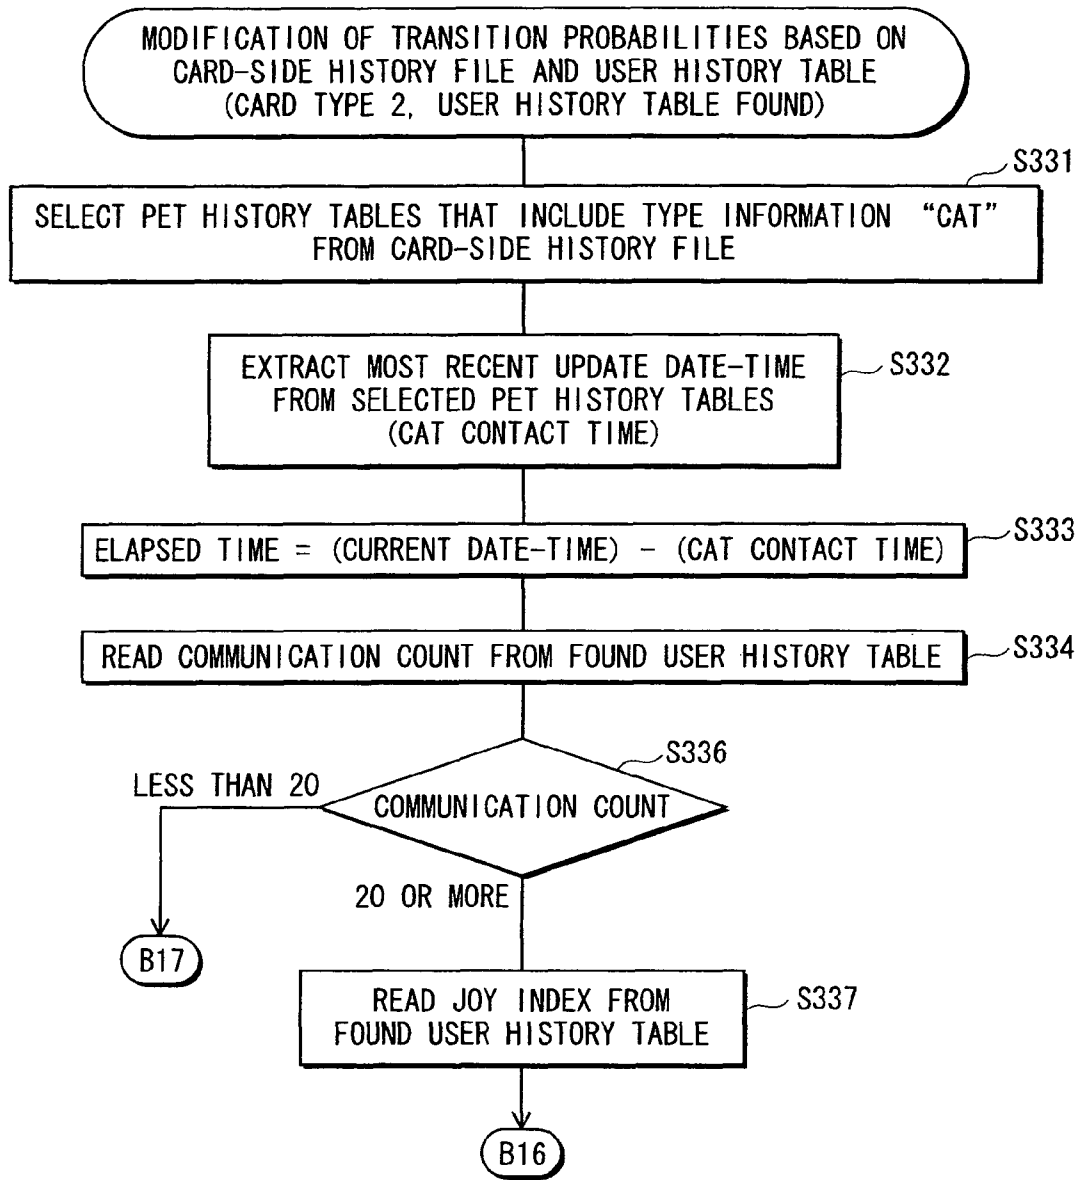 MODIFICATION OF TRANSITION PROBABILITIES BASED ON
CARD-SIDE HISTORY FILE AND USER HISTORY TABLE
(CARD TYPE 2, USER HISTORY TABLE FOUND)
S331
SELECT PET HISTORY TABLES THAT INCLUDE TYPE INFORMATION "CAT"
FROM CARD-SIDE HISTORY FILE
S332
EXTRACT MOST RECENT UPDATE DATE-TIME
FROM SELECTED PET HISTORY TABLES
(CAT CONTACT TIME)
S333
ELAPSED TIME = (CURRENT DATE-TIME) - (CAT CONTACT TIME)
S334
READ COMMUNICATION COUNT FROM FOUND USER HISTORY TABLE
S336
LESS THAN 20
COMMUNICATION COUNT
20 OR MORE
B17
S337
READ JOY INDEX FROM
FOUND USER HISTORY TABLE
B16